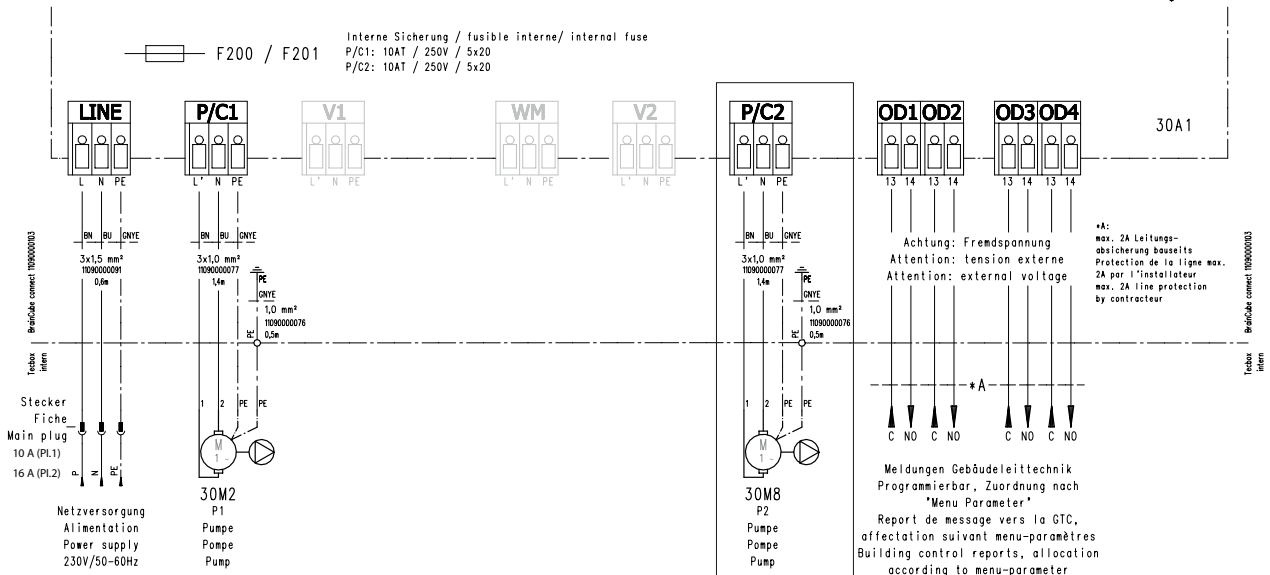 F200 / F201
Interne Sicherung / fusible interne/ internal fuse
P/C1: 10AT / 250V / 5x20
P/C2: 10AT / 250V / 5x20
LINE
P/C1
V1
WM
V2
P/C2
OD1 OD2
OD3 OD4
30A1
L N PE
L' N PE
L' N PE
L' N PE
L' N PE
L' N PE
13 14 13 14
13 14 13 14
BN BU GNYE
3x1,5 mm²
11090000091
0,6m
BN BU GNYE
3x1,0 mm²
11090000077
1,4m
PE
GNYE
1,0 mm²
11090000076
0,5m
PE
BN BU GNYE
3x1,0 mm²
11090000077
1,4m
PE
GNYE
1,0 mm²
11090000076
0,5m
PE
Achtung: Fremdspannung
Attention: tension externe
Attention: external voltage
*A:
max. 2A Leitungs-
absicherung bauseits
Protection de la ligne max.
2A par l'installateur
max. 2A line protection
by contracteur
BrainCube connect 11090000103
Tecbox
intern
BrainCube connect 11090000103
Tecbox
intern
Stecker
Fiche
Main plug
10 A (Pl.1)
16 A (Pl.2)
P N PE
Netzversorgung
Alimentation
Power supply
230V/50-60Hz
1 2 PE PE
M
1 ~
30M2
P1
Pumpe
Pompe
Pump
1 2 PE PE
M
1 ~
30M8
P2
Pumpe
Pompe
Pump
*A
C NO C NO C NO C NO
Meldungen Gebäudeleittechnik
Programmierbar, Zuordnung nach
"Menu Parameter"
Report de message vers la GTC,
affectation suivant menu-paramètres
Building control reports, allocation
according to menu-parameter